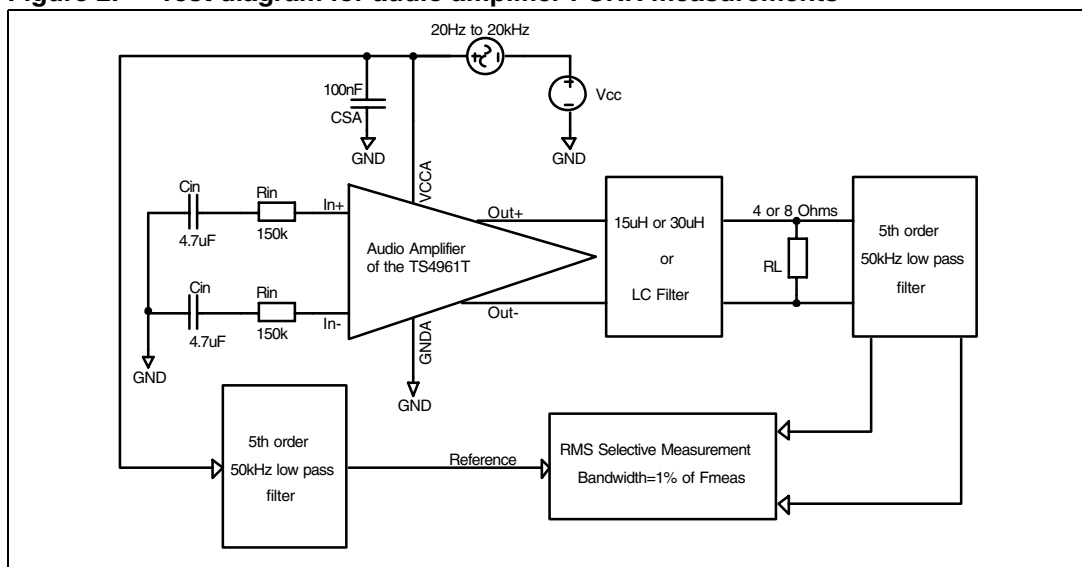 Figure 2. Test diagram for audio amplifier PSRR measurements
20Hz to 20kHz
Vcc
GND
100nF
CSA
GND
VCCA
Cin
4.7uF
Rin
150k
In+
Cin
4.7uF
Rin
150k
In-
GND
Audio Amplifier
of the TS4961T
GNDA
GND
Out+
Out-
15uH or 30uH
or
LC Filter
4 or 8 Ohms
RL
5th order
50kHz low pass
filter
5th order
50kHz low pass
filter
Reference
RMS Selective Measurement
Bandwidth=1% of Fmeas